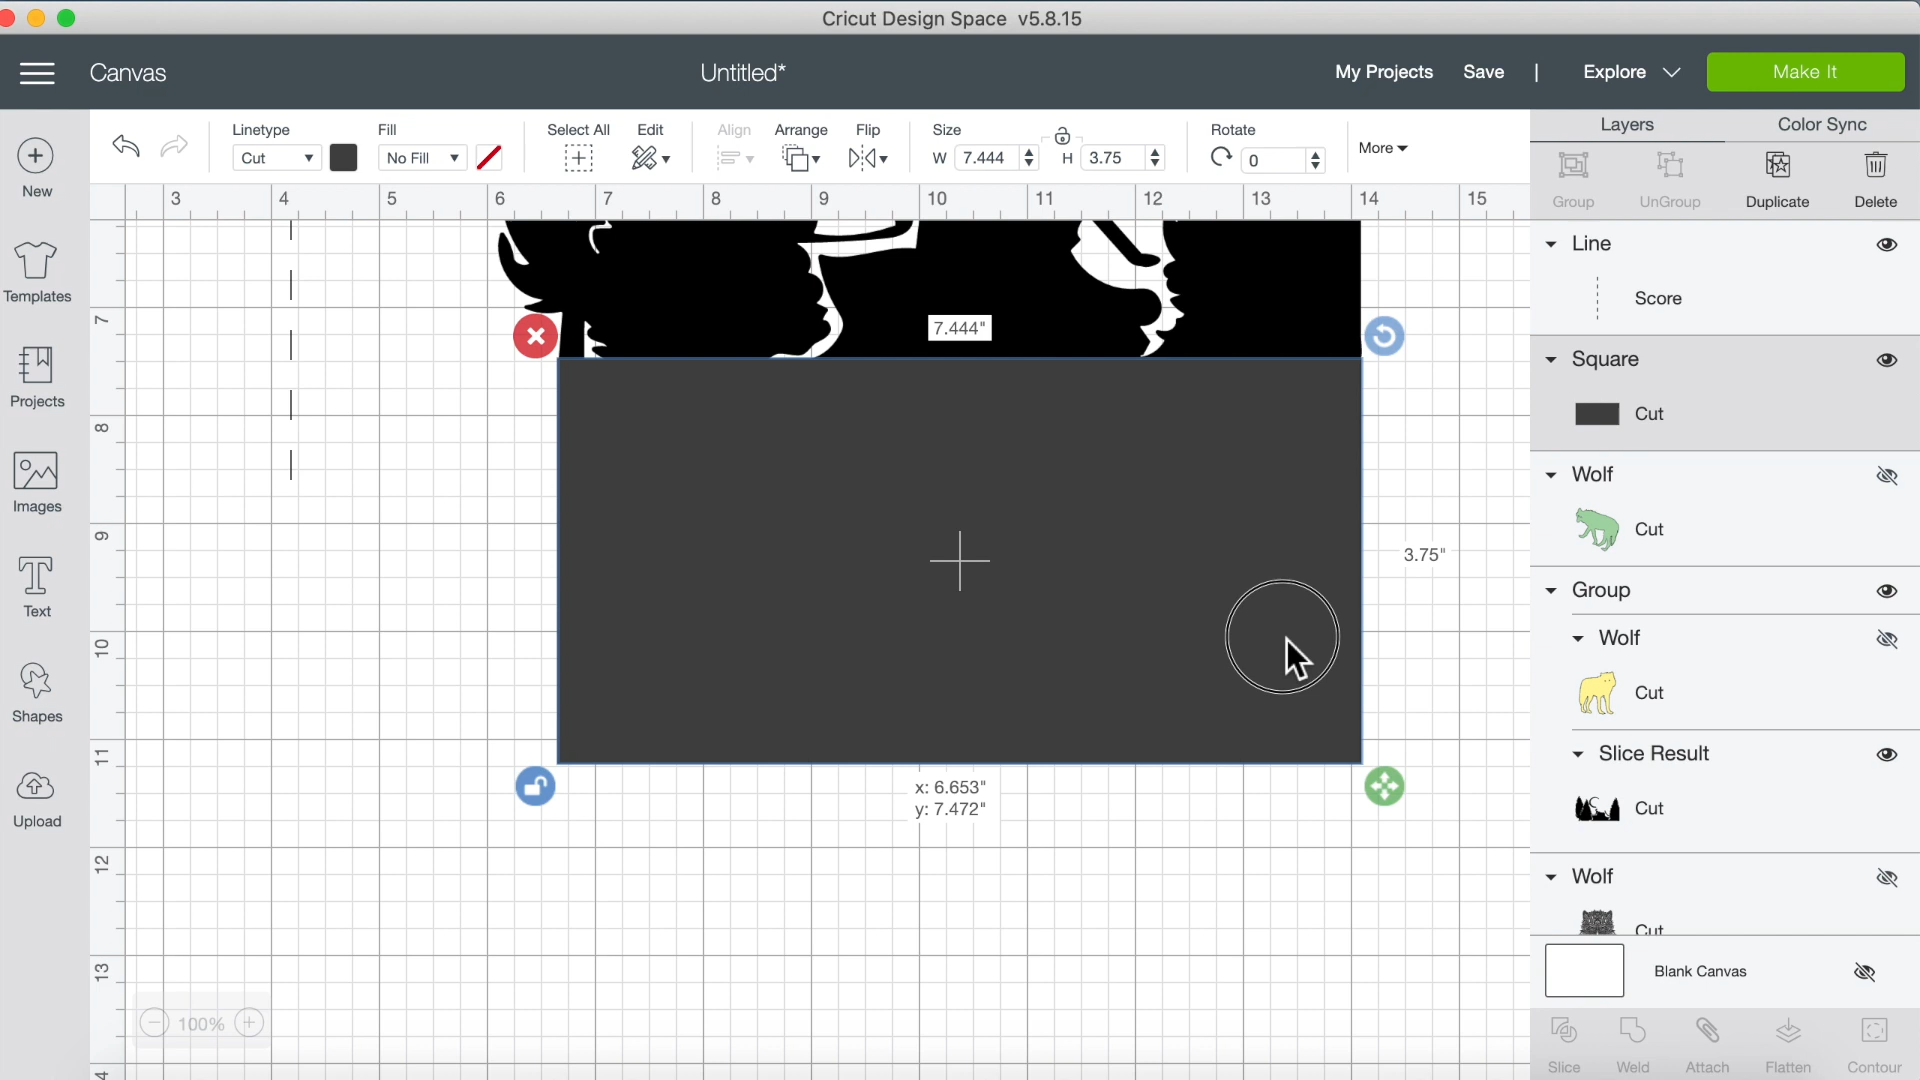 Cricut Design Space v5.8.15
Canvas
Untitled*
My Projects
Save
|
Explore
Make It
Linetype
Cut
Fill
No Fill
Select All
Edit
Align
Arrange
Flip
Size
W 7.444
H 3.75
Rotate
0
More
Layers
Color Sync
Group
UnGroup
Duplicate
Delete
New
Templates
Projects
Images
Text
Shapes
Upload
3 4 5 6 7 8 9 10 11 12 13 14 15
7
8
9
10
11
12
13
4
7.444"
3.75"
x: 6.653"
y: 7.472"
100%
Line
Score
Square
Cut
Wolf
Cut
Group
Wolf
Cut
Slice Result
Cut
Wolf
Cut
Blank Canvas
Slice
Weld
Attach
Flatten
Contour